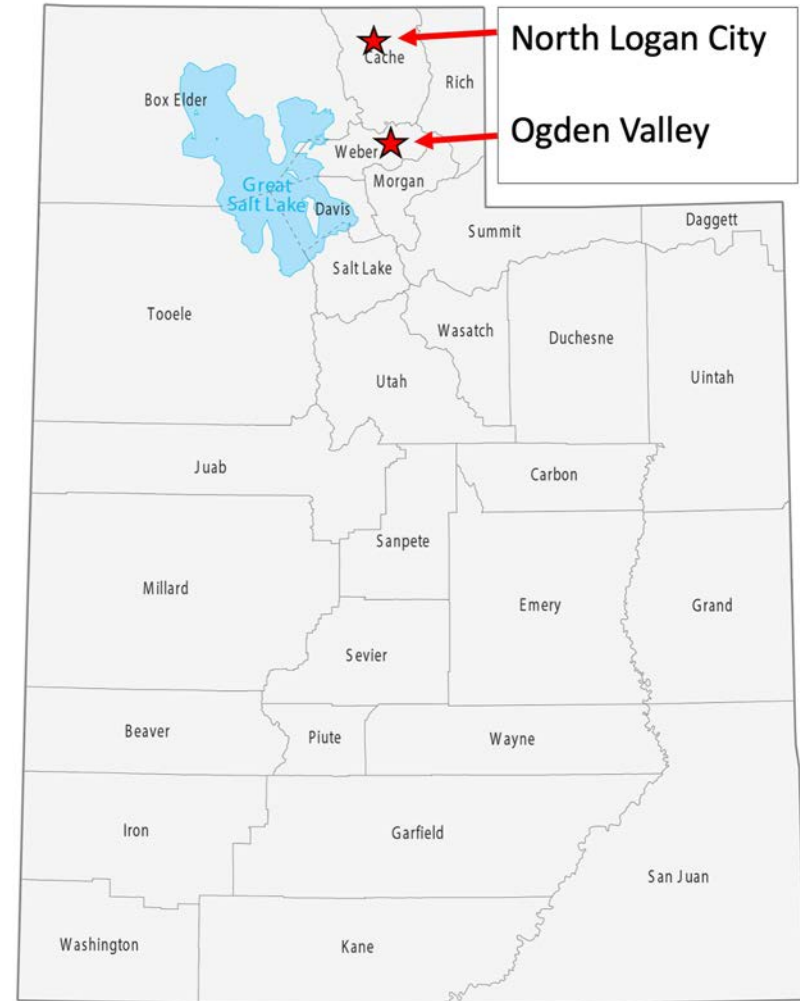 North Logan City
Cache
Rich
Box Elder
Ogden Valley
Weber
Morgan
Great
Salt Lake
Davis
Daggett
Summit
Salt Lake
Tooele
Wasatch
Duchesne
Uintah
Utah
Juab
Carbon
Sanpete
Millard
Emery
Grand
Sevier
Beaver
Piute
Wayne
Iron
Garfield
San Juan
Washington
Kane